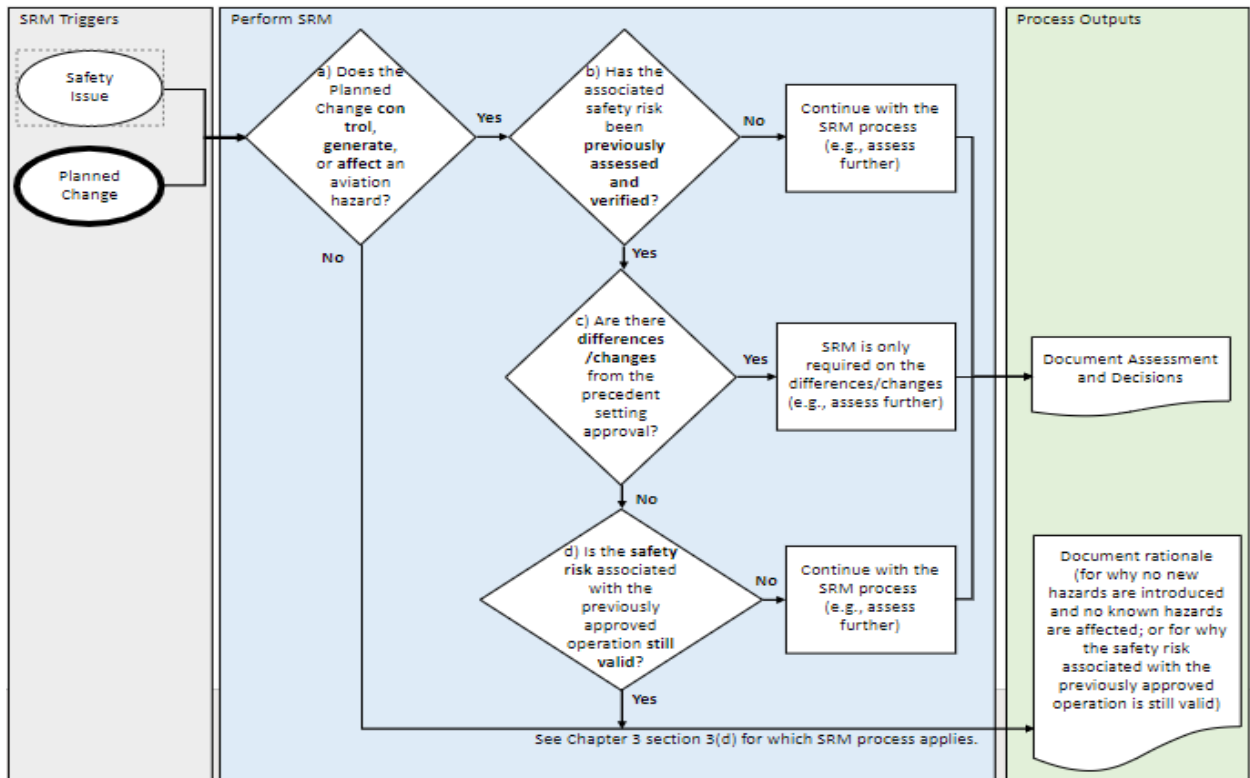 SRM Triggers
Safety
Issue
Planned
Change
Perform SRM
a) Does the
Planned
Change con
trol,
generate,
or affect an
aviation
hazard?
Yes
No
b) Has the
associated
safety risk
been
previously
assessed
and
verified?
No
Yes
Continue with the
SRM process
(e.g., assess
further)
c) Are there
differences
/changes
from the
precedent
setting
approval?
Yes
No
SRM is only
required on the
differences/changes
(e.g., assess further)
d) Is the safety
risk associated
with the
previously
approved
operation still
valid?
No
Yes
Continue with the
SRM process
(e.g., assess
further)
See Chapter 3 section 3(d) for which SRM process applies.
Process Outputs
Document Assessment
and Decisions
Document rationale
(for why no new
hazards are introduced
and no known hazards
are affected; or for why
the safety risk
associated with the
previously approved
operation is still valid)